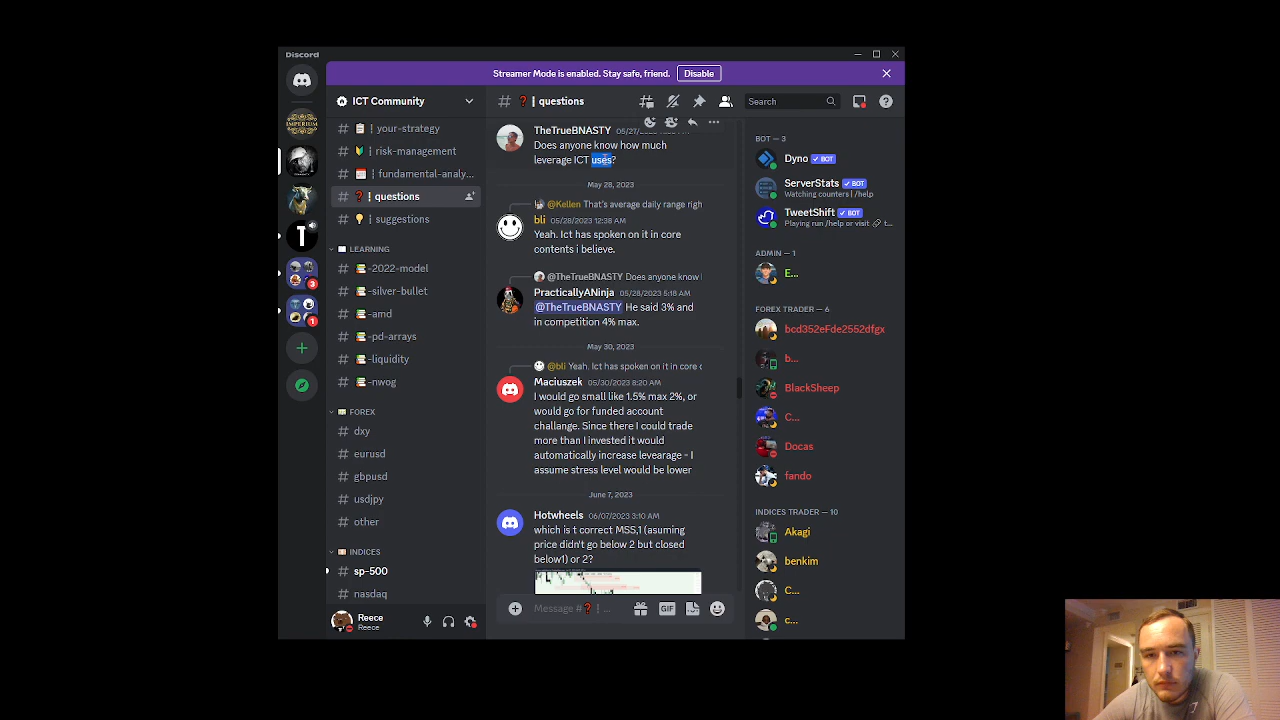 Discord
Streamer Mode is enabled. Stay safe, friend. Disable
ICT Community
# ❓┆questions
Search
# 📋┆your-strategy
# 🔰┆risk-management
# 📅┆fundamental-analy...
# ❓┆questions
# 💡┆suggestions
LEARNING
# 📚-2022-model
# 📚-silver-bullet
# 📚-amd
# 📚-pd-arrays
# 📚-liquidity
# 📚-nwog
FOREX
# dxy
# eurusd
# gbpusd
# usdjpy
# other
INDICES
# sp-500
# nasdaq
Reece
Reece
IMPERIUM
T
3
1
TheTrueBNASTY
Does anyone know how much
leverage ICT uses?
May 28, 2023
@Kellen That's average daily range righ
bli 05/28/2023 12:38 AM
Yeah. Ict has spoken on it in core
contents i believe.
@TheTrueBNASTY Does anyone know
PracticallyANinja 05/28/2023 5:18 AM
@TheTrueBNASTY He said 3% and
in competition 4% max.
May 30, 2023
@bli Yeah. Ict has spoken on it in core c
Maciuszek 05/30/2023 8:20 AM
I would go small like 1.5% max 2%, or
would go for funded account
challange. Since there I could trade
more than I invested it would
automatically increase levearage - I
assume stress level would be lower
June 7, 2023
Hotwheels 06/07/2023 3:10 AM
which is t correct MSS,1 (asuming
price didn't go below 2 but closed
below1) or 2?
Message #❓┆...
GIF
BOT — 3
Dyno ✓ BOT
ServerStats ✓ BOT
Watching counters | /help
TweetShift ✓ BOT
Playing run /help or visit 🔗 t...
ADMIN — 1
E...
FOREX TRADER — 6
bcd352eFde2552dfgx
b...
BlackSheep
C...
Docas
fando
INDICES TRADER — 10
Akagi
benkim
C...
c...